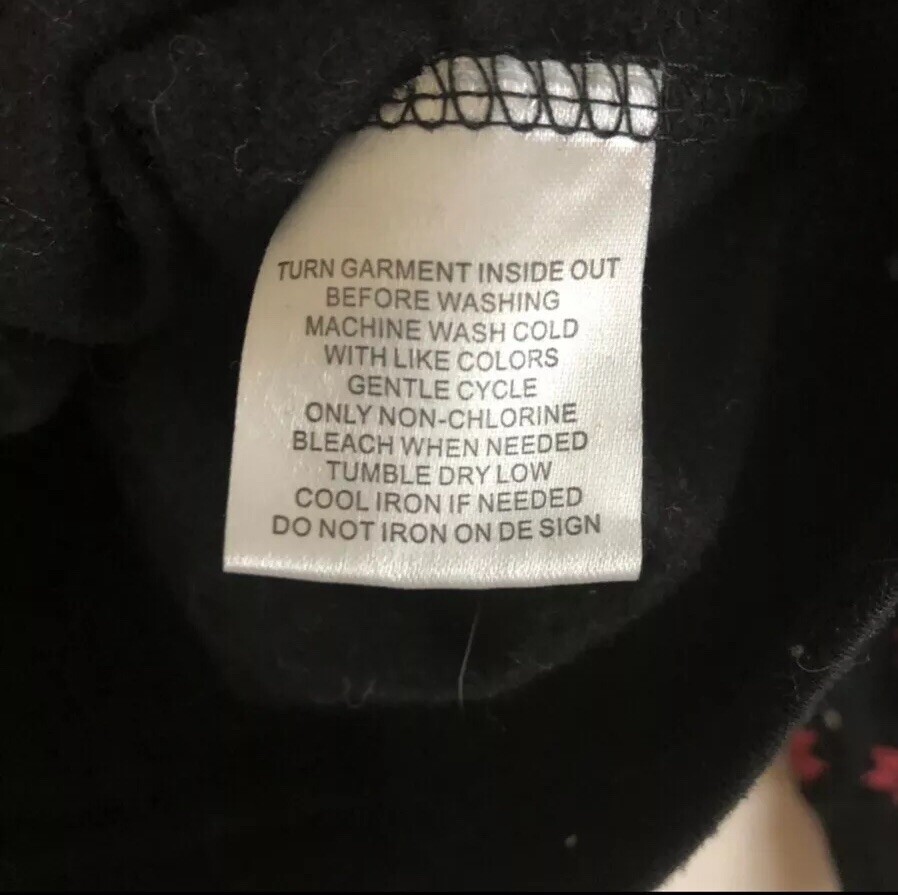 TURN GARMENT INSIDE OUT
BEFORE WASHING
MACHINE WASH COLD
WITH LIKE COLORS
GENTLE CYCLE
ONLY NON-CHLORINE
BLEACH WHEN NEEDED
TUMBLE DRY LOW
COOL IRON IF NEEDED
DO NOT IRON ON DE SIGN